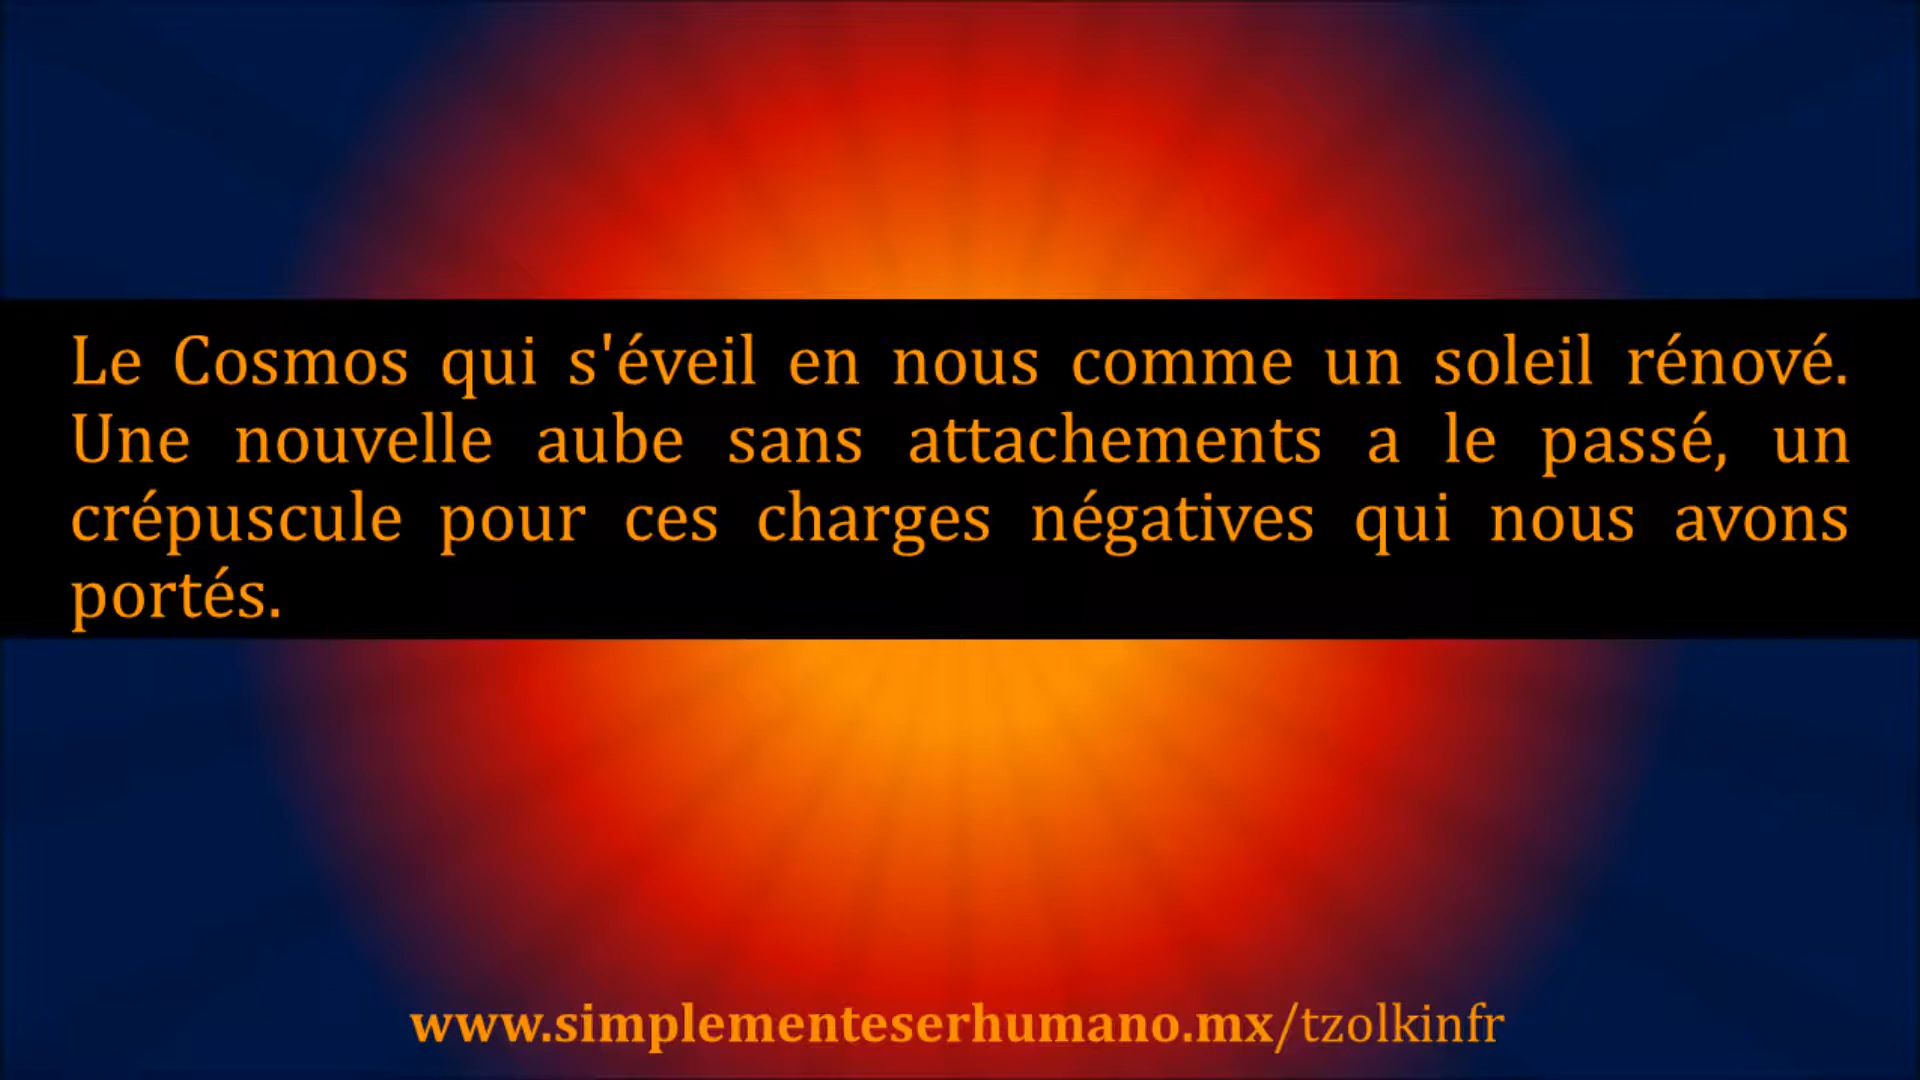 Le Cosmos qui s'éveil en nous comme un soleil rénové.
Une nouvelle aube sans attachements a le passé, un
crépuscule pour ces charges négatives qui nous avons
portés.
www.simplementeserhumano.mx/tzolkinfr